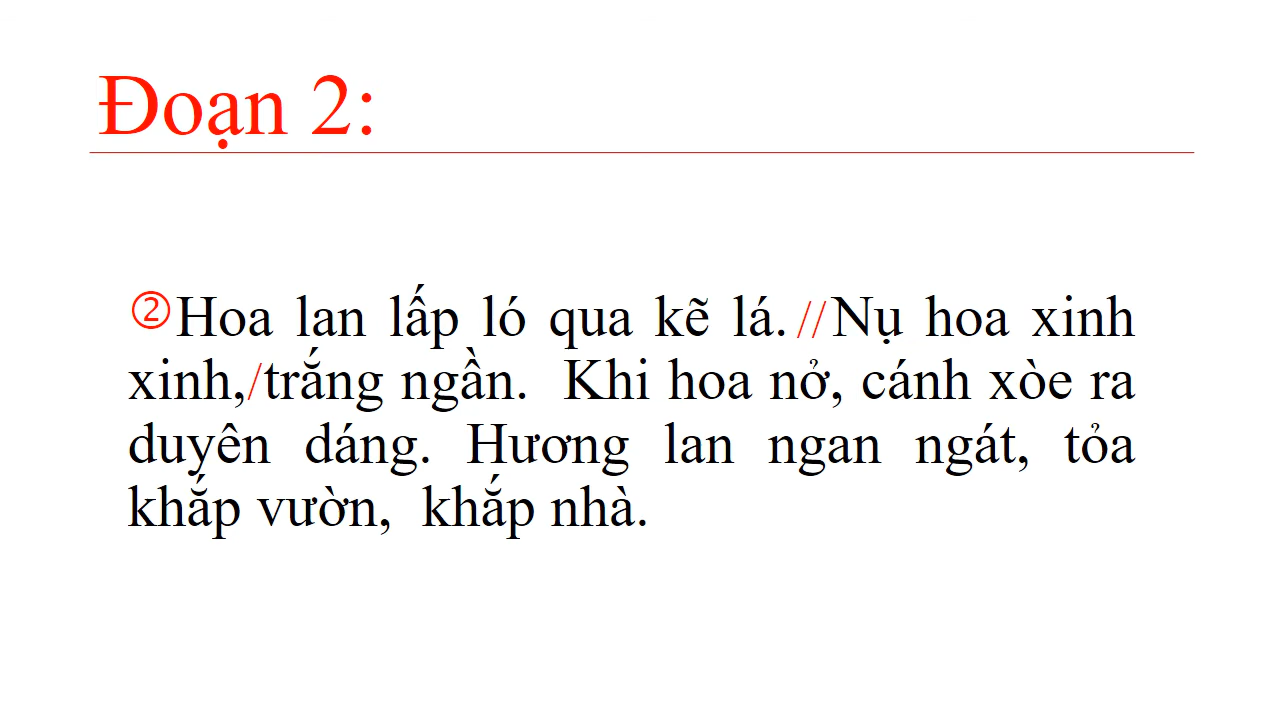 Đoạn 2:
②Hoa lan lấp ló qua kẽ lá. //Nụ hoa xinh
xinh,/trắng ngần.  Khi hoa nở, cánh xòe ra
duyên dáng. Hương lan ngan ngát, tỏa
khắp vườn,  khắp nhà.